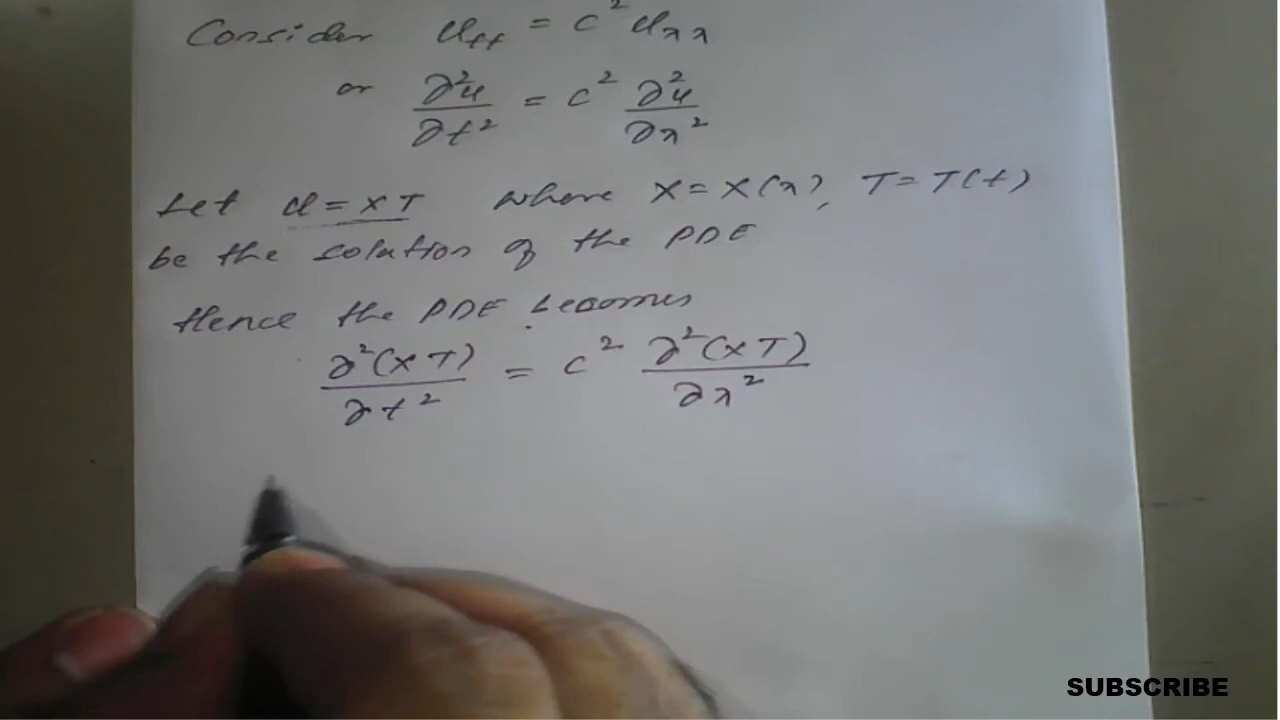 Consider u_tt = c² u_xx
or ∂²u/∂t² = c² ∂²u/∂x²
Let u = XT where X = X(x), T = T(t)
be the solution of the PDE
Hence the PDE becomes
∂²(XT)/∂t² = c² ∂²(XT)/∂x²
SUBSCRIBE